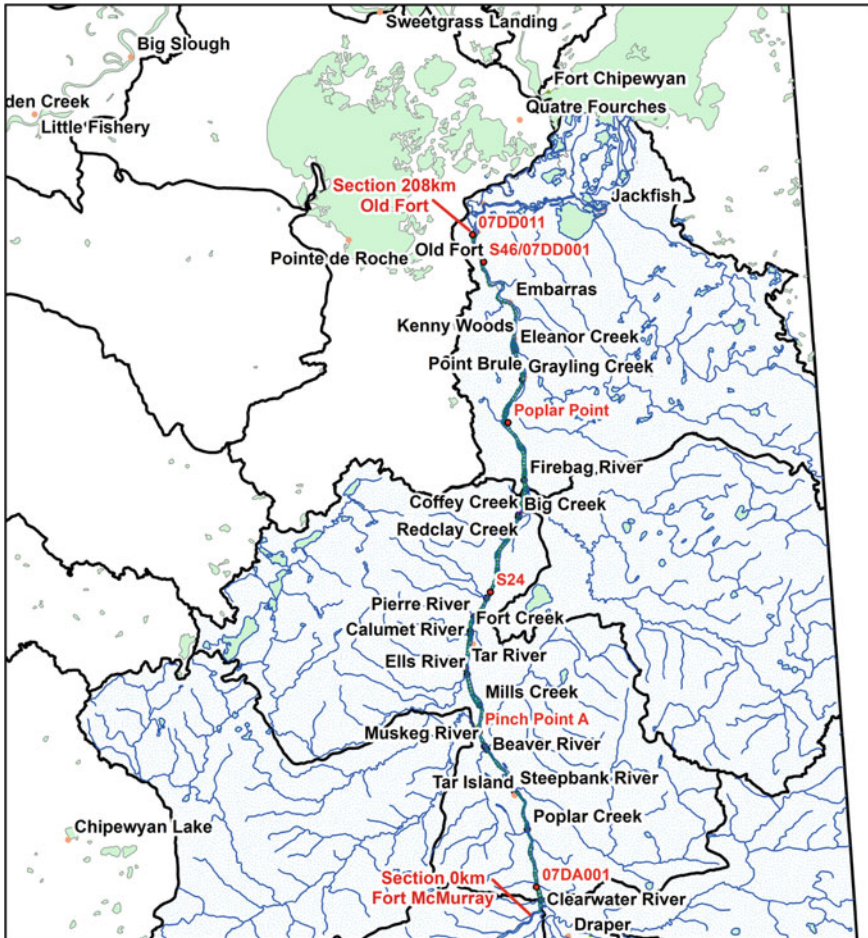 Sweetgrass Landing
Big Slough
Fort Chipewyan
den Creek
Quatre Fourches
Little Fishery
Section 208km
Old Fort
Jackfish
07DD011
Pointe de Roche
Old Fort
S46/07DD001
Embarras
Kenny Woods
Eleanor Creek
Point Brule
Grayling Creek
Poplar Point
Firebag River
Coffey Creek
Big Creek
Redclay Creek
S24
Pierre River
Fort Creek
Calumet River
Tar River
Ells River
Mills Creek
Pinch Point A
Muskeg River
Beaver River
Tar Island
Steepbank River
Poplar Creek
Chipewyan Lake
07DA001
Section 0km
Fort McMurray
Clearwater River
Draper